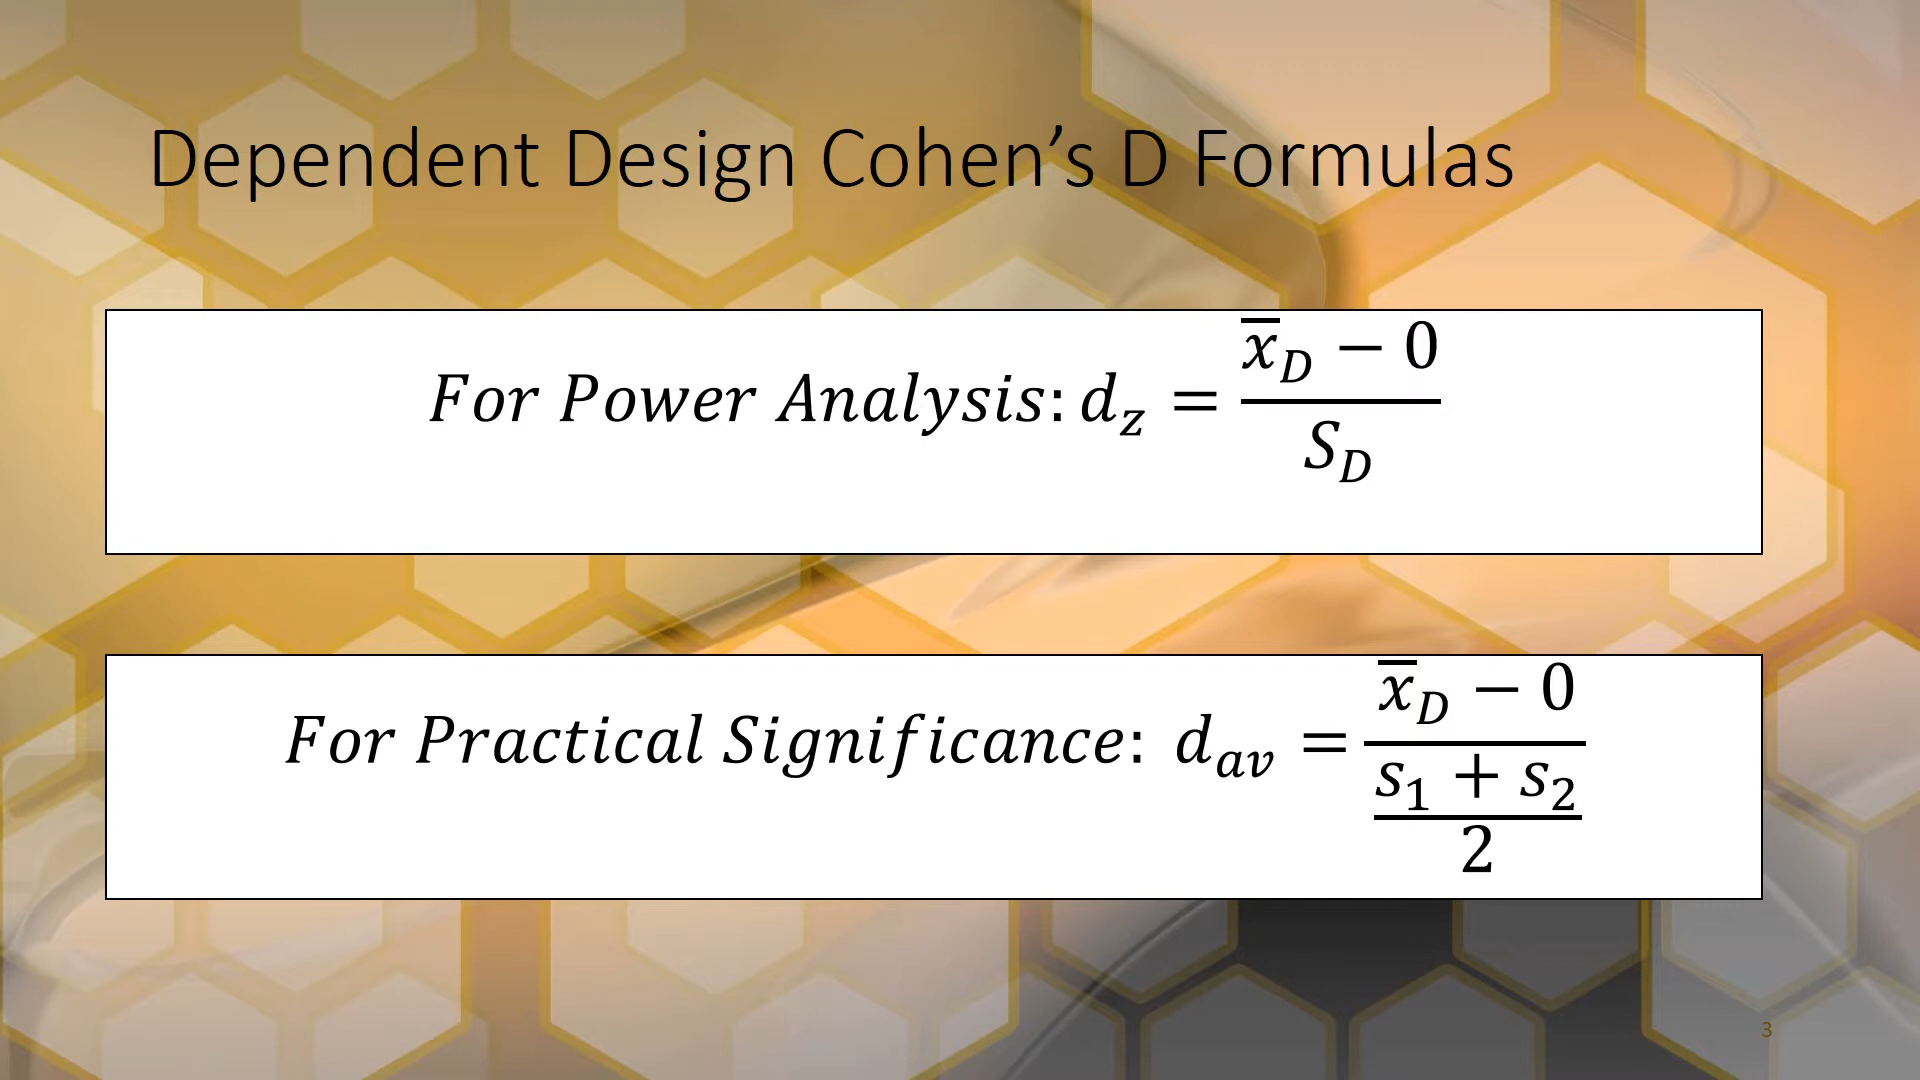 Dependent Design Cohen’s D Formulas
For Power Analysis: d_z = (x̅_D − 0) / S_D
For Practical Significance: d_av = (x̅_D − 0) / ((s_1 + s_2) / 2)
3